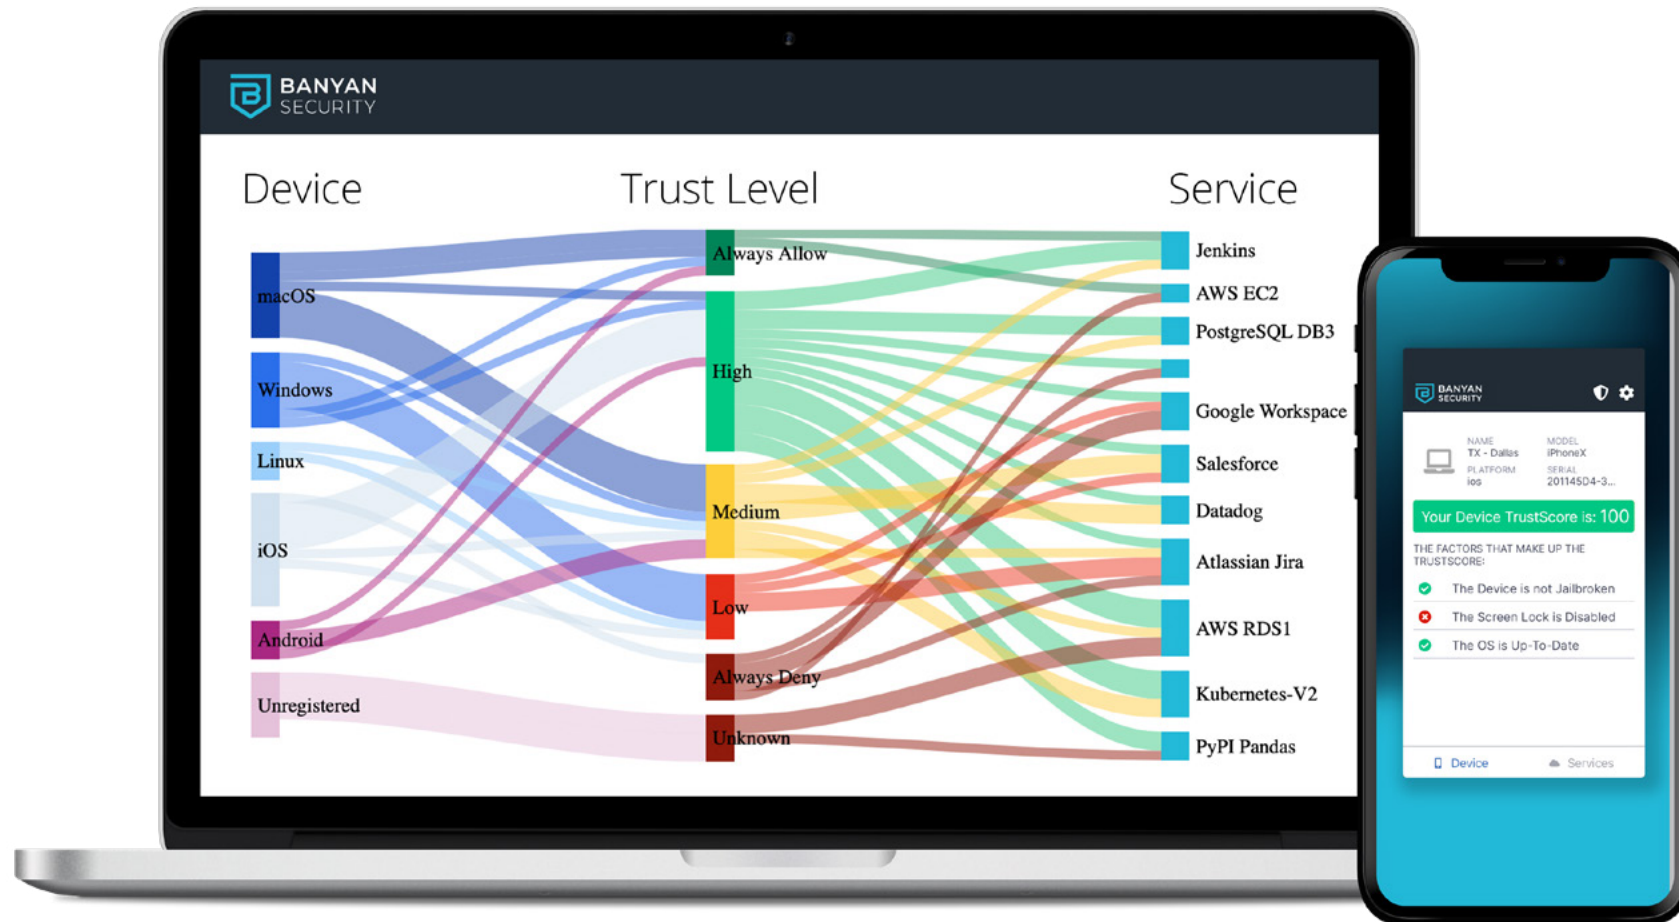 BANYAN
SECURITY
Device
Trust Level
Service
macOS
Windows
Linux
iOS
Android
Unregistered
Always Allow
High
Medium
Low
Always Deny
Unknown
Jenkins
AWS EC2
PostgreSQL DB3
Google Workspace
Salesforce
Datadog
Atlassian Jira
AWS RDS1
Kubernetes-V2
PyPI Pandas
BANYAN
SECURITY
NAME
TX - Dallas
MODEL
iPhoneX
PLATFORM
ios
SERIAL
201145D4-3...
Your Device TrustScore is: 100
THE FACTORS THAT MAKE UP THE
TRUSTSCORE:
The Device is not Jailbroken
The Screen Lock is Disabled
The OS is Up-To-Date
Device
Services